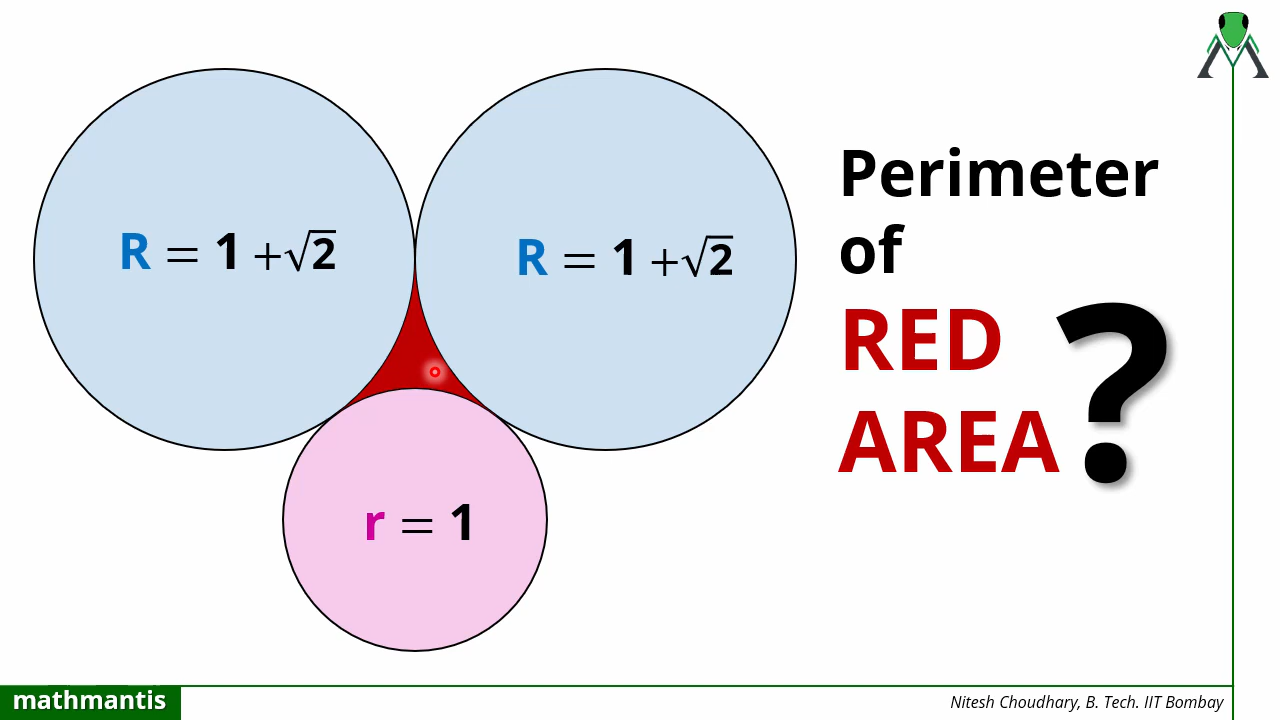 R = 1 +√2
R = 1 +√2
r = 1
Perimeter
of
RED
AREA
?
mathmantis
Nitesh Choudhary, B. Tech. IIT Bombay